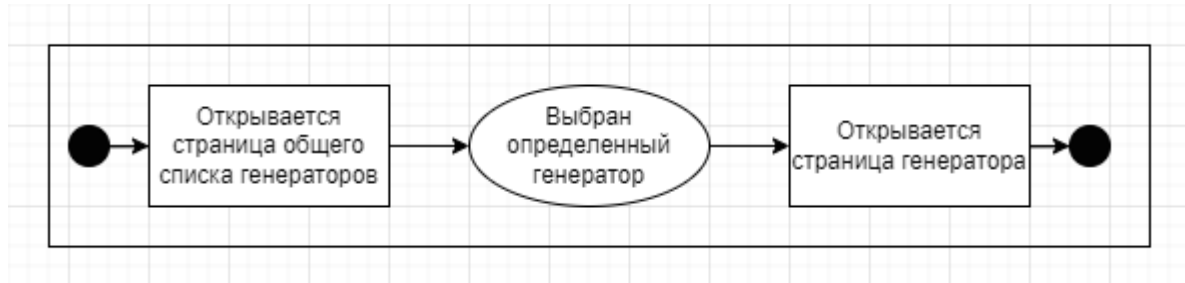 Открывается
страница общего
списка генераторов
Выбран
определенный
генератор
Открывается
страница генератора